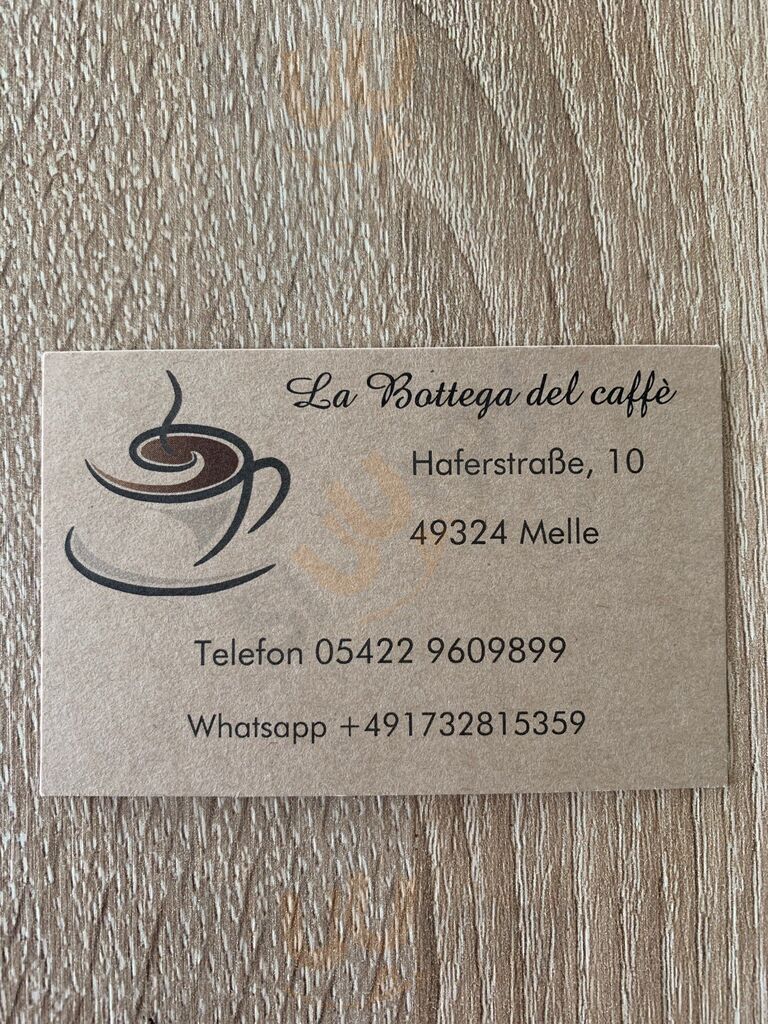 La Bottega del caffè
Haferstraße, 10
49324 Melle
Telefon 05422 9609899
Whatsapp +491732815359